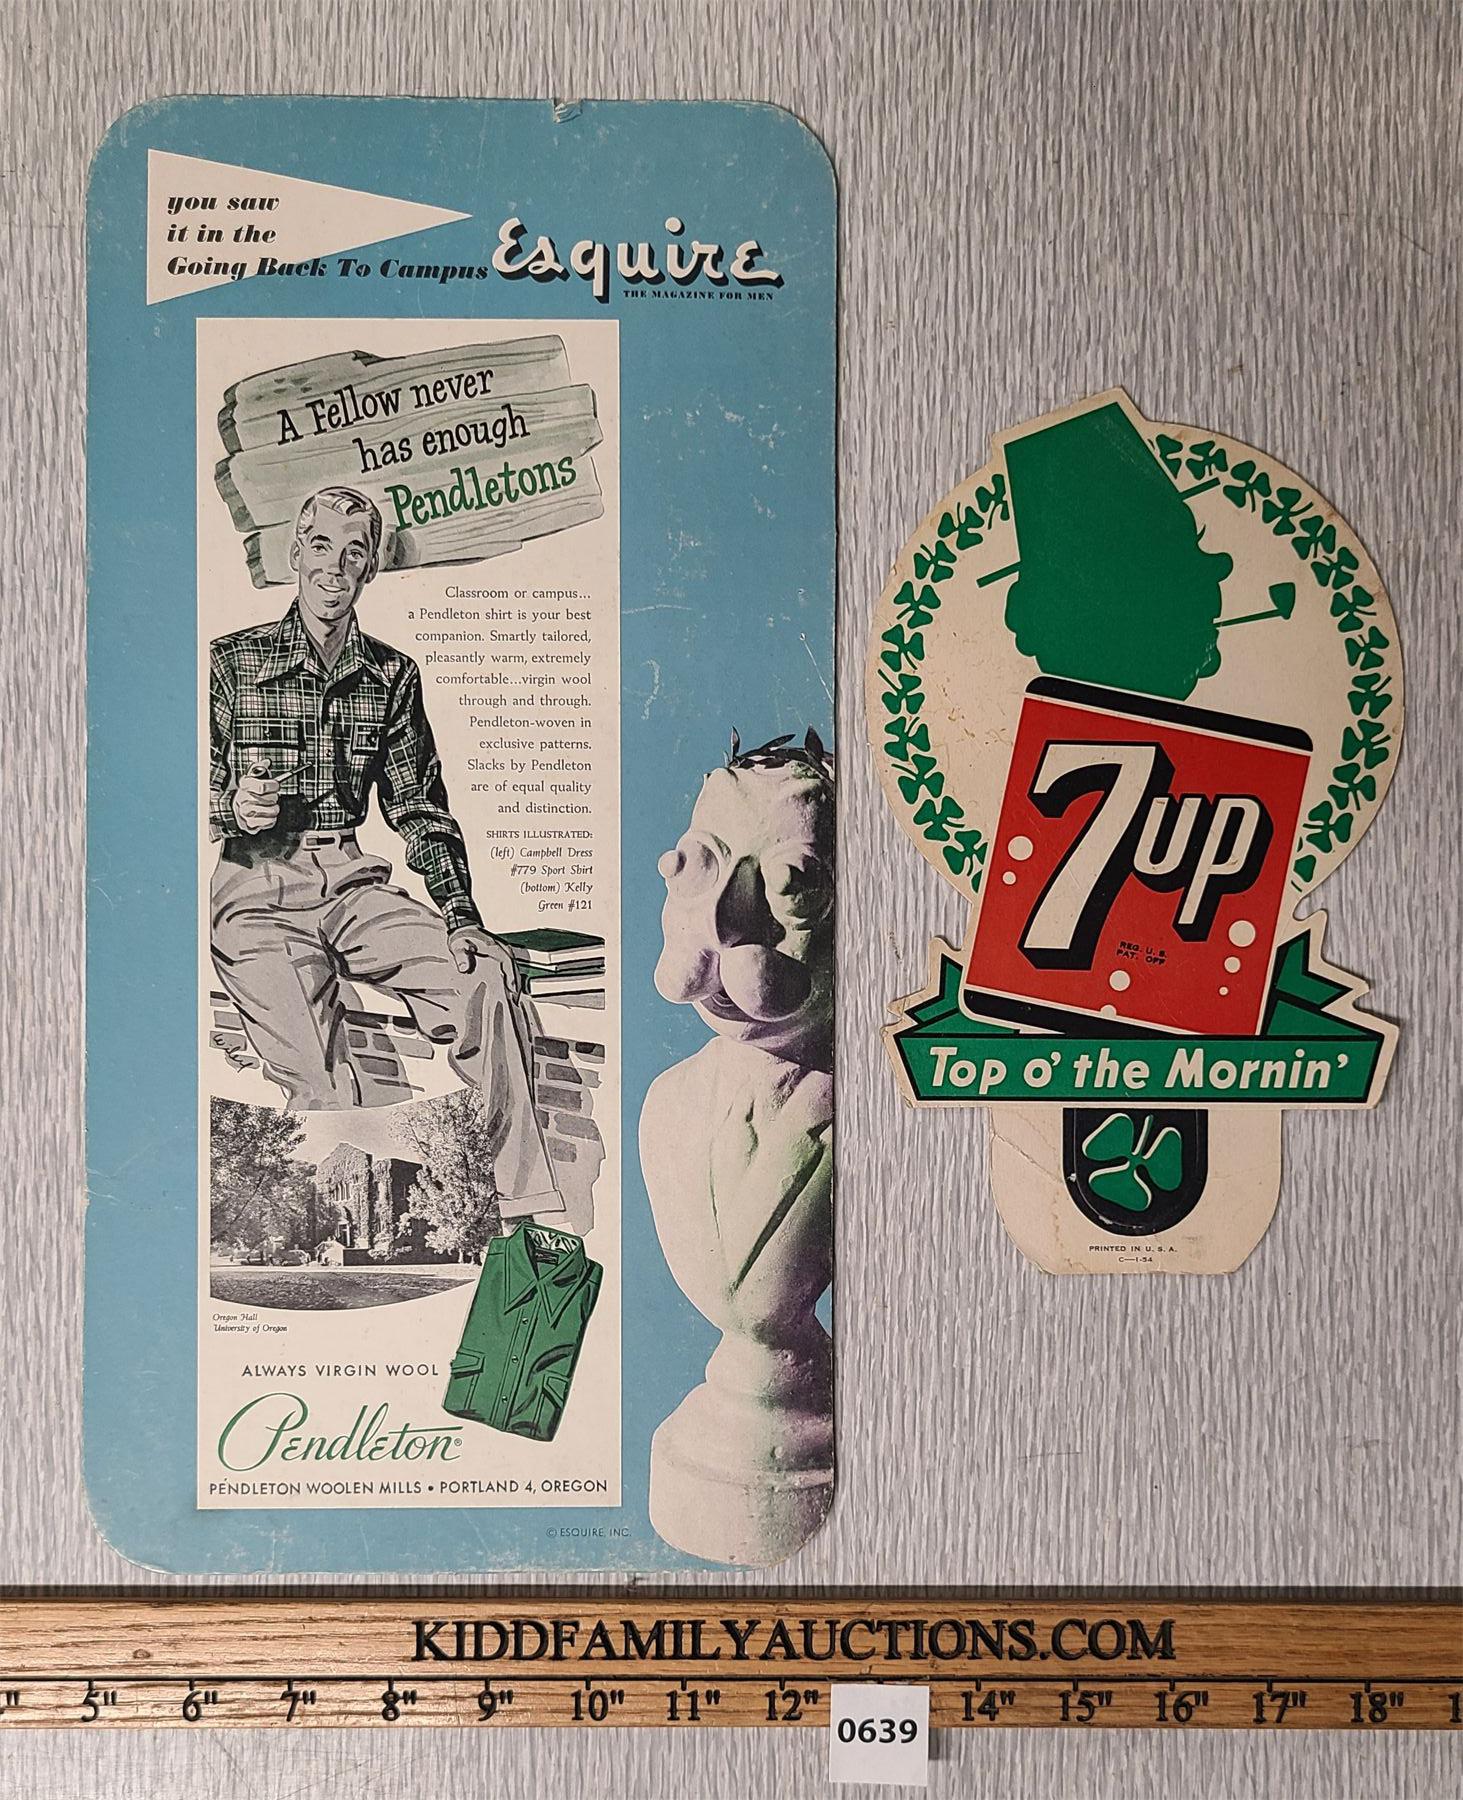 you saw
it in the
Going Back To Campus Esquire
THE MAGAZINE FOR MEN
A Fellow never
has enough
Pendletons
Classroom or campus...
a Pendleton shirt is your best
companion. Smartly tailored,
pleasantly warm, extremely
comfortable...virgin wool
through and through.
Pendleton-woven in
exclusive patterns.
Slacks by Pendleton
are of equal quality
and distinction.
SHIRTS ILLUSTRATED:
(left) Campbell Dress
#779 Sport Shirt
(bottom) Kelly
Green #121
Oregon Hall
University of Oregon
ALWAYS VIRGIN WOOL
Pendleton®
PENDLETON WOOLEN MILLS • PORTLAND 4, OREGON
© ESQUIRE, INC.
7up
REG. U. S.
PAT. OFF
Top o' the Mornin'
PRINTED IN U. S. A.
C—1-54
KIDDFAMILYAUCTIONS.COM
5" 6" 7" 8" 9" 10" 11" 12" 14" 15" 16" 17" 18"
0639